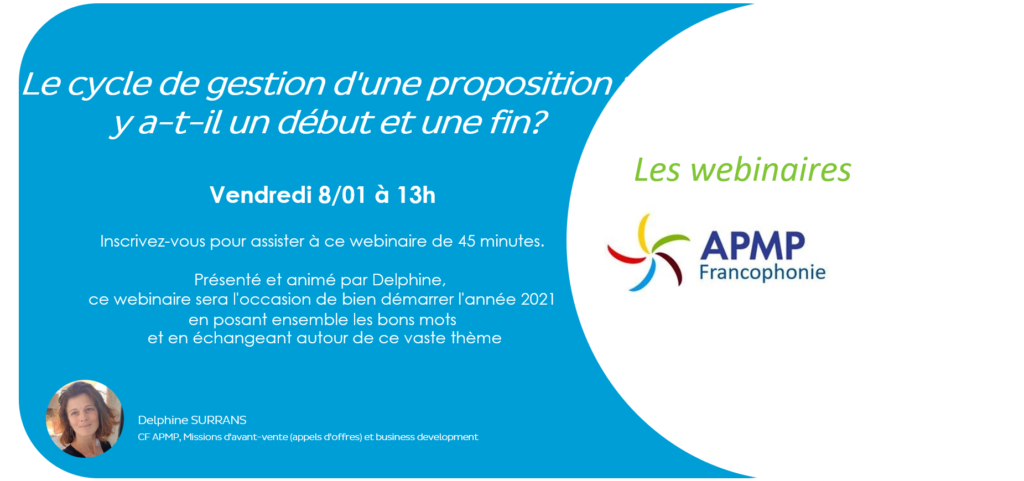 Le cycle de gestion d'une proposition
y a-t-il un début et une fin?
Vendredi 8/01 à 13h
Inscrivez-vous pour assister à ce webinaire de 45 minutes.
Présenté et animé par Delphine,
ce webinaire sera l'occasion de bien démarrer l'année 2021
en posant ensemble les bons mots
et en échangeant autour de ce vaste thème
Delphine SURRANS
CF APMP, Missions d'avant-vente (appels d'offres) et business development
Les webinaires
APMP
Francophonie